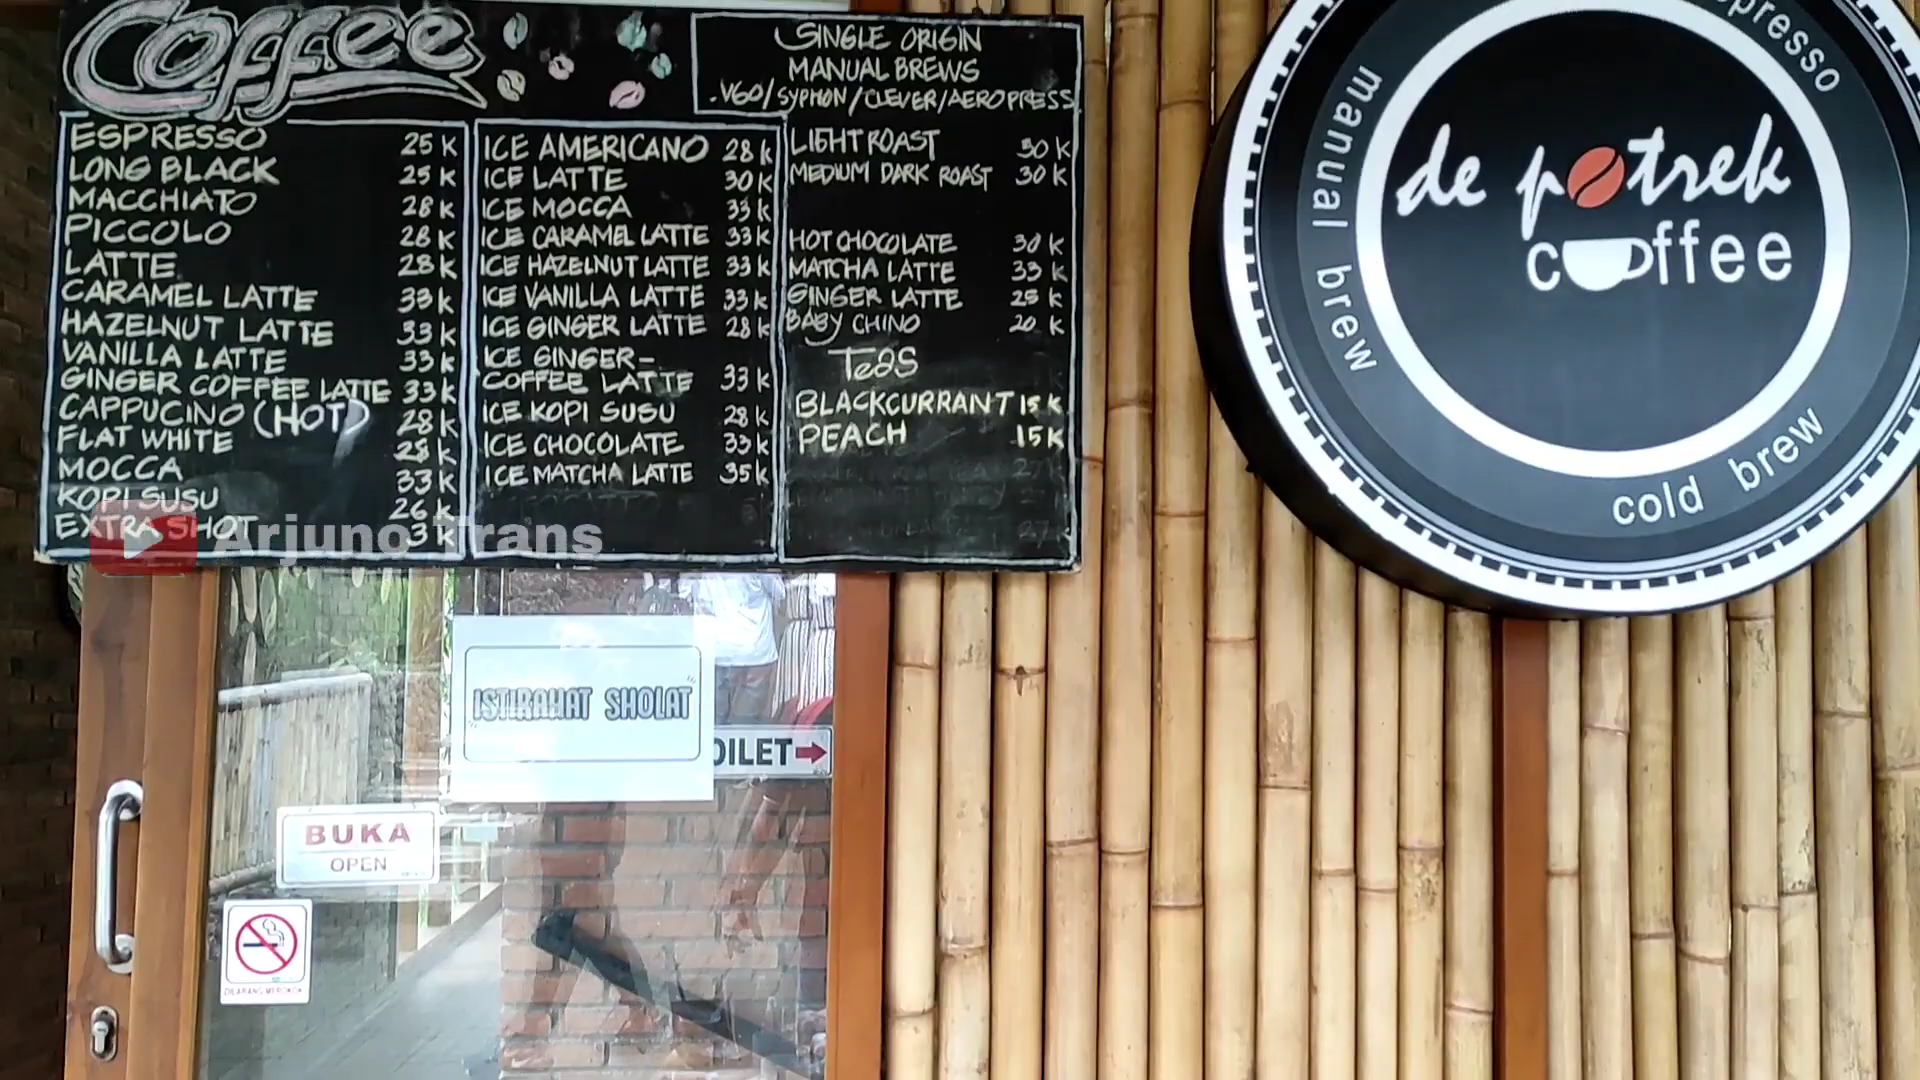 Coffee
ESPRESSO 25 K
LONG BLACK 25 K
MACCHIATO 28 K
PICCOLO 28 K
LATTE 28 K
CARAMEL LATTE 33 K
HAZELNUT LATTE 33 K
VANILLA LATTE 33 K
GINGER COFFEE LATTE 33 K
CAPPUCINO (HOT) 28 K
FLAT WHITE 28 K
MOCCA 33 K
KOPI SUSU 26 K
EXTRA SHOT 3 K
ICE AMERICANO 28 K
ICE LATTE 30 K
ICE MOCCA 33 K
ICE CARAMEL LATTE 33 K
ICE HAZELNUT LATTE 33 K
ICE VANILLA LATTE 33 K
ICE GINGER LATTE 28 K
ICE GINGER-
COFFEE LATTE 33 K
ICE KOPI SUSU 28 K
ICE CHOCOLATE 33 K
ICE MATCHA LATTE 35 K
SINGLE ORIGIN
MANUAL BREWS
.V60/SYPHON/CLEVER/AEROPRESS
LIGHT ROAST 30 K
MEDIUM DARK ROAST 30 K
HOT CHOCOLATE 30 K
MATCHA LATTE 33 K
GINGER LATTE 25 K
BABY CHINO 20 K
TeaS
BLACKCURRANT 15 K
PEACH 15 K
Arjuno Trans
manual brew
cold brew
de potrek
coffee
ISTIRAHAT SHOLAT
OILET
BUKA
OPEN
DILARANG MEROKOK